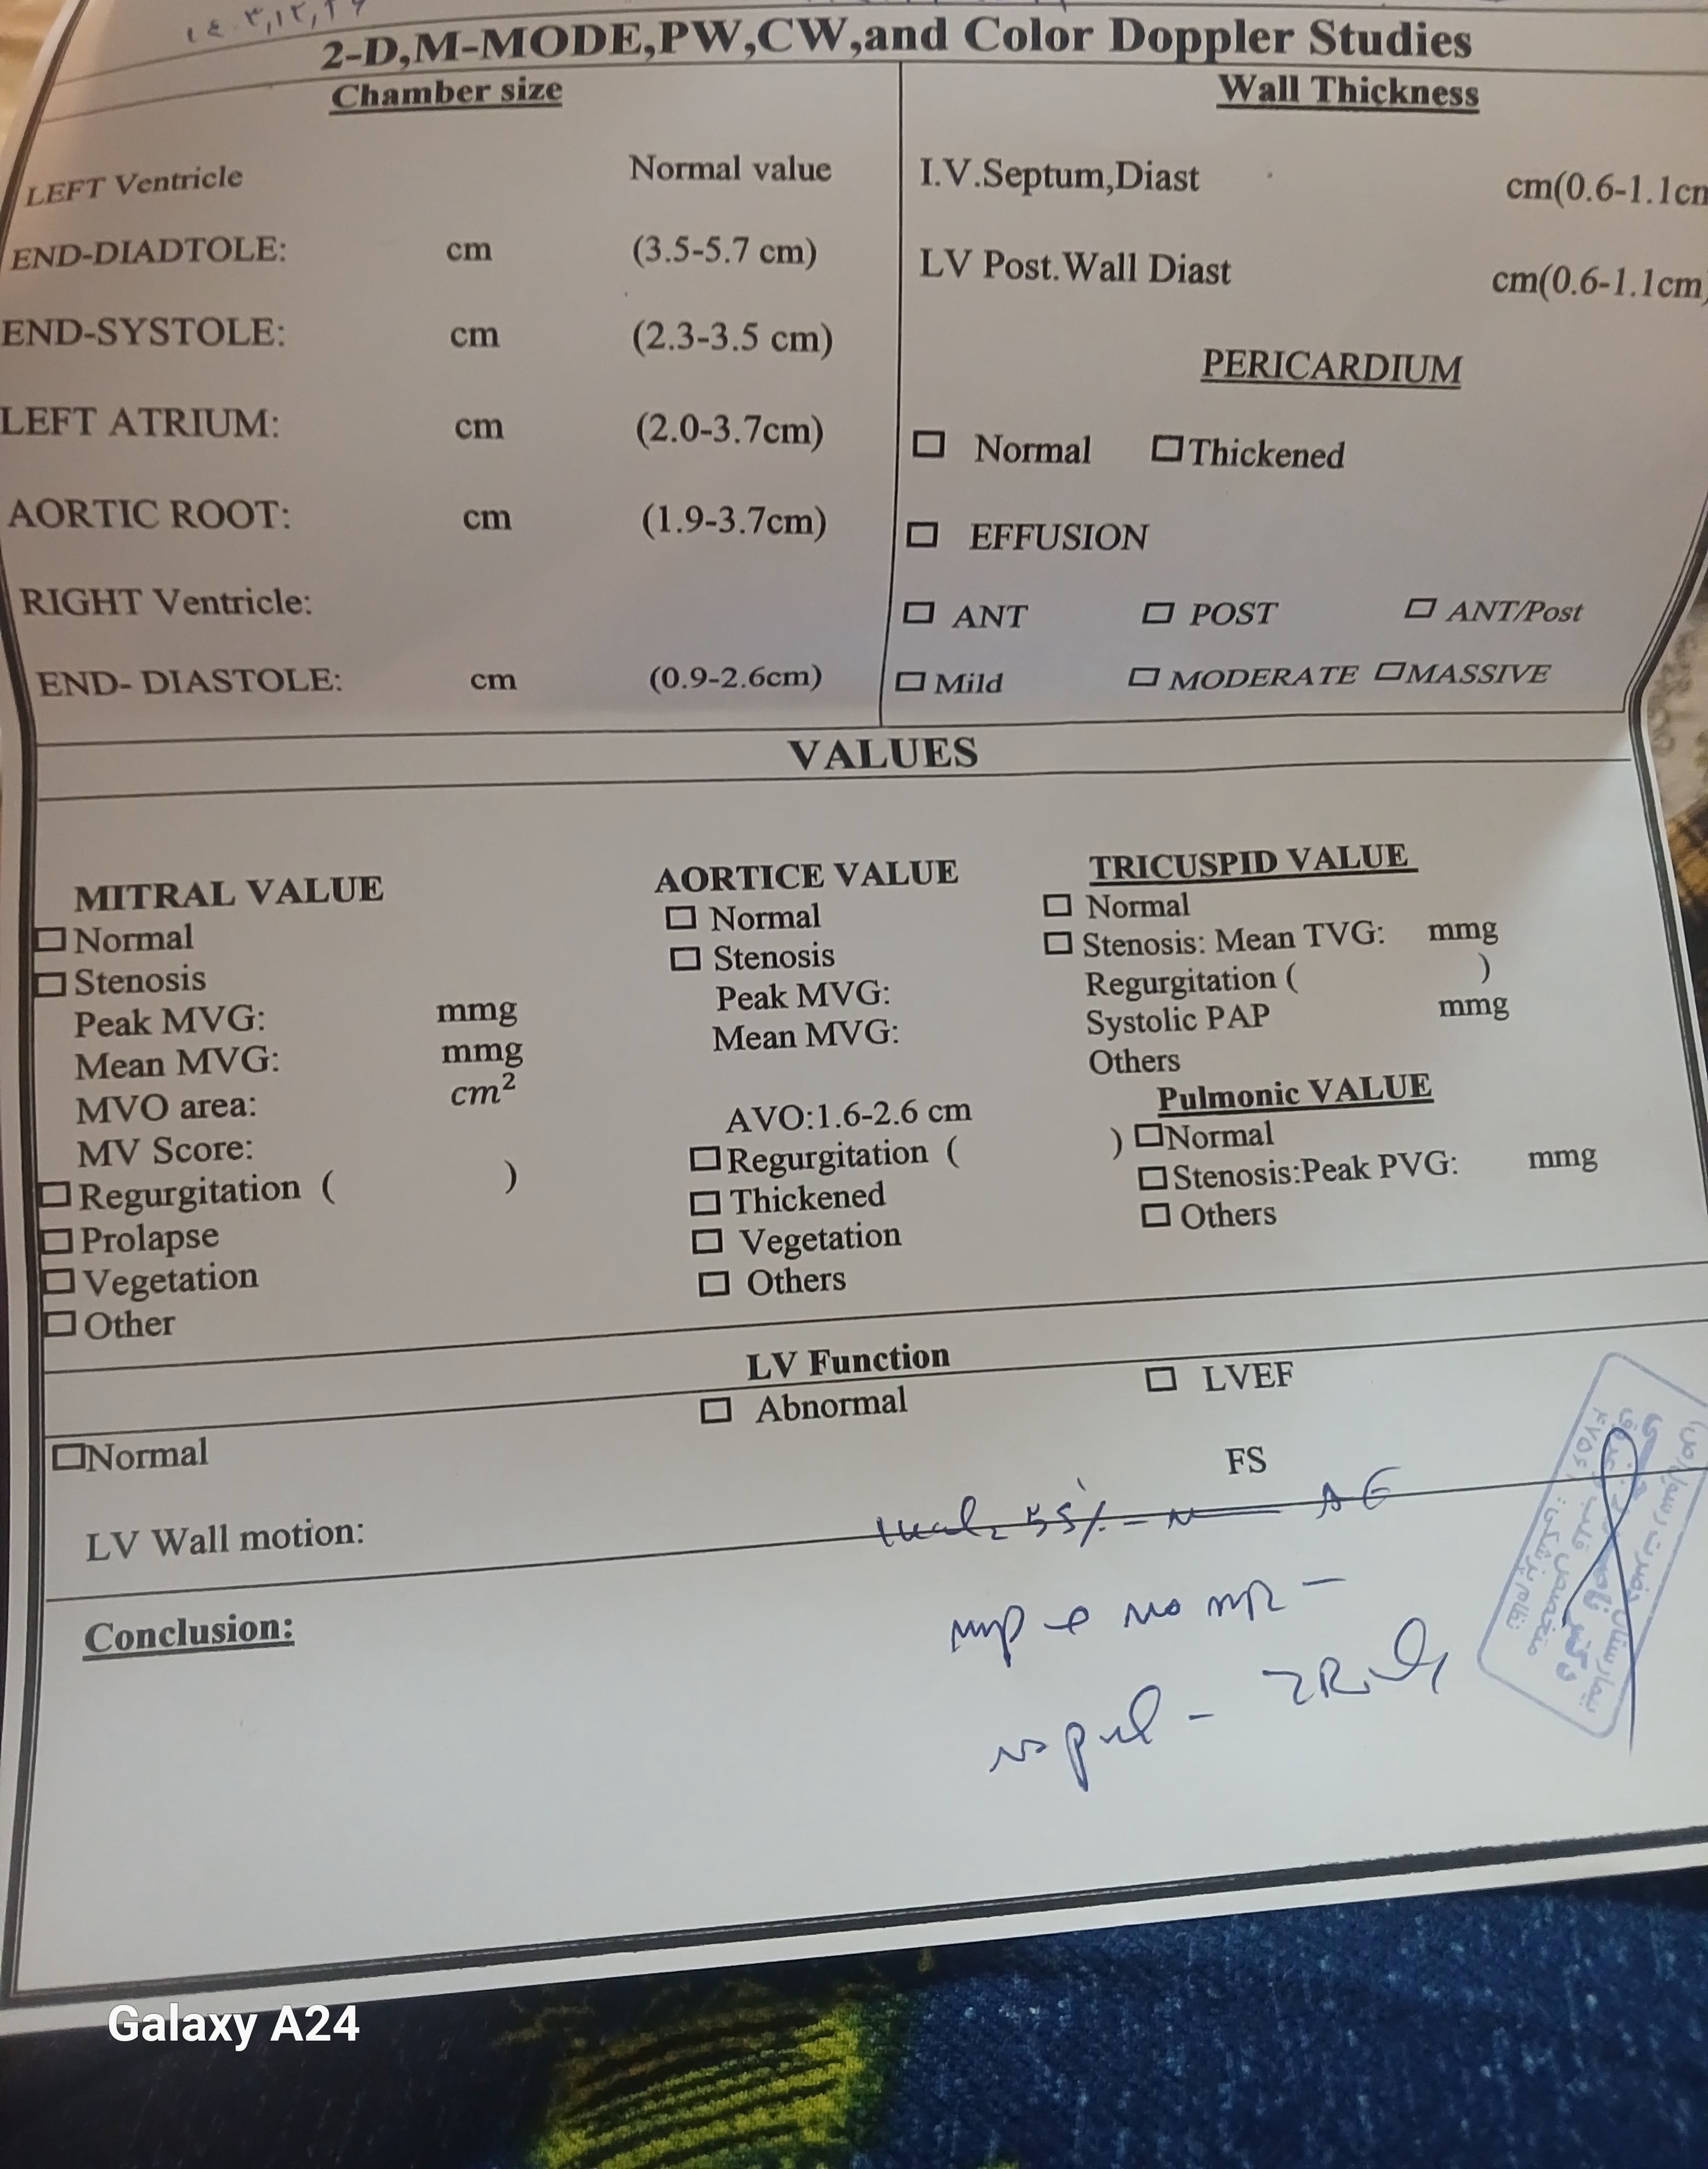 2-D,M-MODE,PW,CW,and Color Doppler Studies
Chamber size
LEFT Ventricle Normal value
END-DIADTOLE: cm (3.5-5.7 cm)
END-SYSTOLE: cm (2.3-3.5 cm)
LEFT ATRIUM: cm (2.0-3.7cm)
AORTIC ROOT: cm (1.9-3.7cm)
RIGHT Ventricle:
END- DIASTOLE: cm (0.9-2.6cm)
Wall Thickness
I.V.Septum,Diast cm(0.6-1.1cm
LV Post.Wall Diast cm(0.6-1.1cm)
PERICARDIUM
Normal Thickened
EFFUSION
ANT POST ANT/Post
Mild MODERATE MASSIVE
VALUES
MITRAL VALUE
Normal
Stenosis
Peak MVG: mmg
Mean MVG: mmg
MVO area: cm²
MV Score:
Regurgitation ( )
Prolapse
Vegetation
Other
AORTICE VALUE
Normal
Stenosis
Peak MVG:
Mean MVG:
AVO:1.6-2.6 cm
Regurgitation ( )
Thickened
Vegetation
Others
TRICUSPID VALUE
Normal
Stenosis: Mean TVG: mmg
Regurgitation ( )
Systolic PAP mmg
Others
Pulmonic VALUE
Normal
Stenosis:Peak PVG: mmg
Others
LV Function
Normal Abnormal LVEF
FS
LV Wall motion:
55%
Conclusion:
Galaxy A24